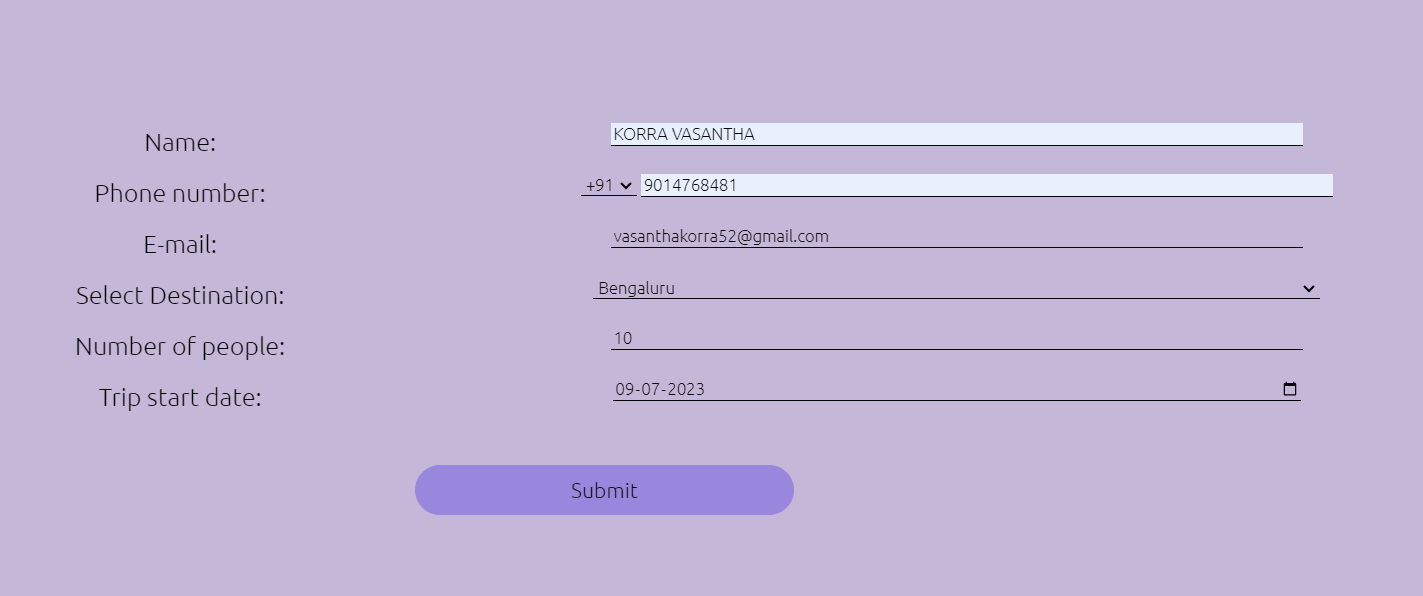 Name: KORRA VASANTHA
Phone number: +91 9014768481
E-mail: vasanthakorra52@gmail.com
Select Destination: Bengaluru
Number of people: 10
Trip start date: 09-07-2023
Submit